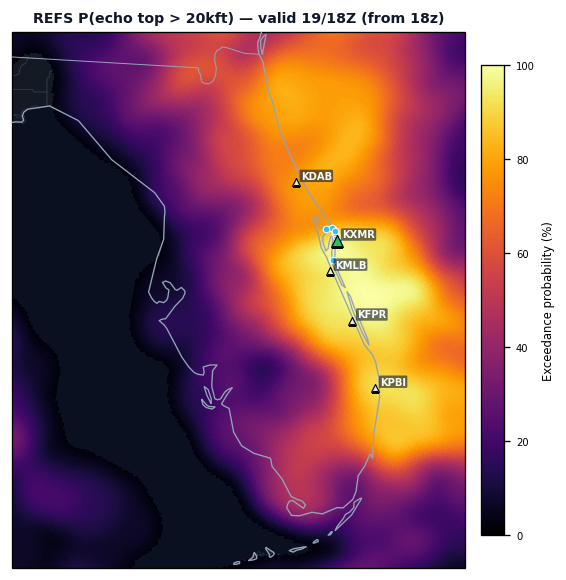 REFS P(echo top > 20kft) — valid 19/18Z (from 18z)
KDAB
KXMR
KMLB
KFPR
KPBI
100
80
60
40
20
0
Exceedance probability (%)